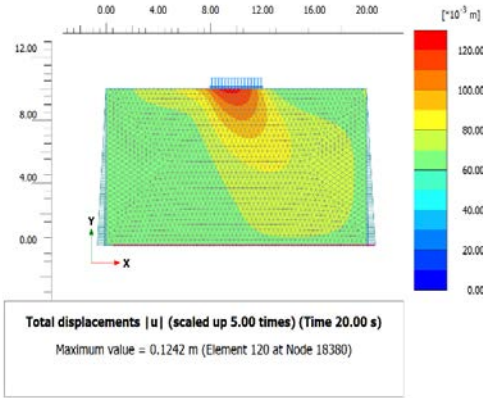 0.00 4.00 8.00 12.00 16.00 20.00
[*10⁻³ m]
12.00
8.00
4.00
0.00
Y
X
120.00
100.00
80.00
60.00
40.00
20.00
0.00
Total displacements |u| (scaled up 5.00 times) (Time 20.00 s)
Maximum value = 0.1242 m (Element 120 at Node 18380)